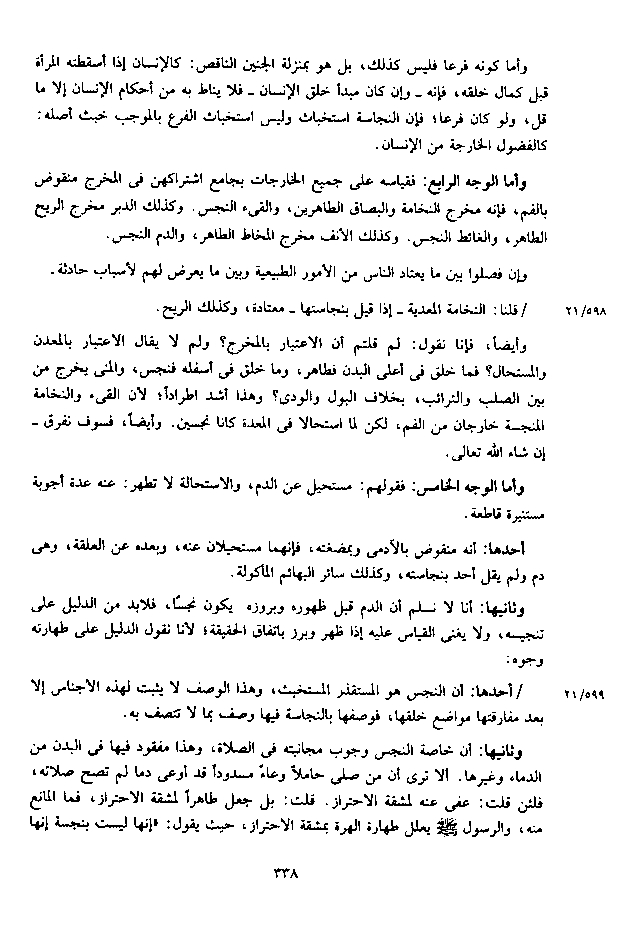 وأما كونه فرعا فليس كذلك، بل هو بمنزلة الجنين الناقص: كالإنسان إذا أسقطته المرأة
قبل كمال خلقه، فإنه ـ وإن كان مبدأ خلق الإنسان ـ فلا يناط به من أحكام الإنسان إلا ما
قل، ولو كان فرعا؛ فإن النجاسة استخباث وليس استخباث الفرع بالموجب خبث أصله:
كالفضول الخارجة من الإنسان.
وأما الوجه الرابع: فقياسه على جميع الخارجات بجامع اشتراكهن فى المخرج منقوض
بالفم، فإنه مخرج النخامة والبصاق الطاهرين، والقىء النجس. وكذلك الدبر مخرج الريح
الطاهر، والغائط النجس. وكذلك الأنف مخرج المخاط الطاهر، والدم النجس.
وإن فصلوا بين ما يعتاد الناس من الأمور الطبيعية وبين ما يعرض لهم لأسباب حادثة.
٢١/٥٩٨ / قلنا: النخامة المعدية ـ إذا قيل بنجاستها ـ معتادة، وكذلك الريح.
وأيضاً، فإنا نقول: لم قلتم أن الاعتبار بالمخرج؟ ولم لا يقال الاعتبار بالمعدن
والمستحال؟ فما خلق فى أعلى البدن فطاهر، وما خلق فى أسفله فنجس، والمنى يخرج من
بين الصلب والترائب، بخلاف البول والودى؟ وهذا أشد اطراداً؛ لأن القىء والنخامة
المنجسة خارجان من الفم، لكن لما استحالا فى المعدة كانا نجسين. وأيضاً، فسوف نفرق ـ
إن شاء الله تعالى.
وأما الوجه الخامس: فقولهم: مستحيل عن الدم، والاستحالة لا تطهر: عنه عدة أجوبة
مستنيرة قاطعة.
أحدها: أنه منقوض بالآدمى وبمضغته، فإنهما مستحيلان عنه، وبعده عن العلقة، وهى
دم ولم يقل أحد بنجاسته، وكذلك سائر البهائم المأكولة.
وثانيها: أنا لا نسلم أن الدم قبل ظهوره وبروزه يكون نجسًا، فلابد من الدليل على
تنجيسه، ولا يغنى القياس عليه إذا ظهر وبرز باتفاق الحقيقة؛ لأنا نقول الدليل على طهارته
وجوه:
٢١/٥٩٩ / أحدها: أن النجس هو المستقذر المستخبث، وهذا الوصف لا يثبت لهذه الأجناس إلا
بعد مفارقتها مواضع خلقها، فوصفها بالنجاسة فيها وصف بما لا تتصف به.
وثانيها: أن خاصة النجس وجوب مجانبته فى الصلاة، وهذا مفقود فيها فى البدن من
الدماء وغيرها. ألا ترى أن من صلى حاملاً وعاءً مسدوداً قد أوعى دما لم تصح صلاته،
فلئن قلت: عفى عنه لمشقة الاحتراز. قلت: بل جعل طاهراً لمشقة الاحتراز، فما المانع
منه، والرسول ﷺ يعلل طهارة الهرة بمشقة الاحتراز، حيث يقول: «إنها ليست بنجسة إنها
٣٣٨